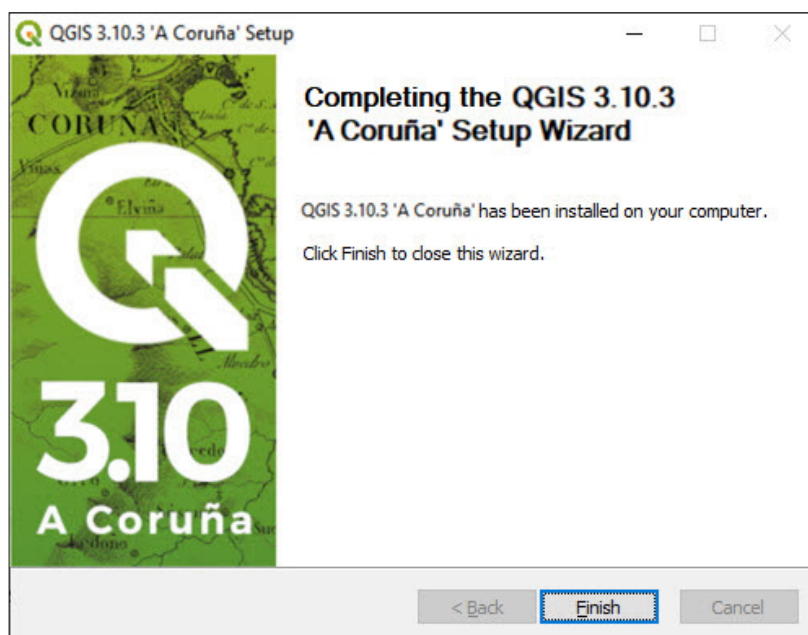 QGIS 3.10.3 'A Coruña' Setup
Completing the QGIS 3.10.3
'A Coruña' Setup Wizard
QGIS 3.10.3 'A Coruña' has been installed on your computer.
Click Finish to close this wizard.
CORUNA
Elviña
3.10
A Coruña
< Back
Finish
Cancel